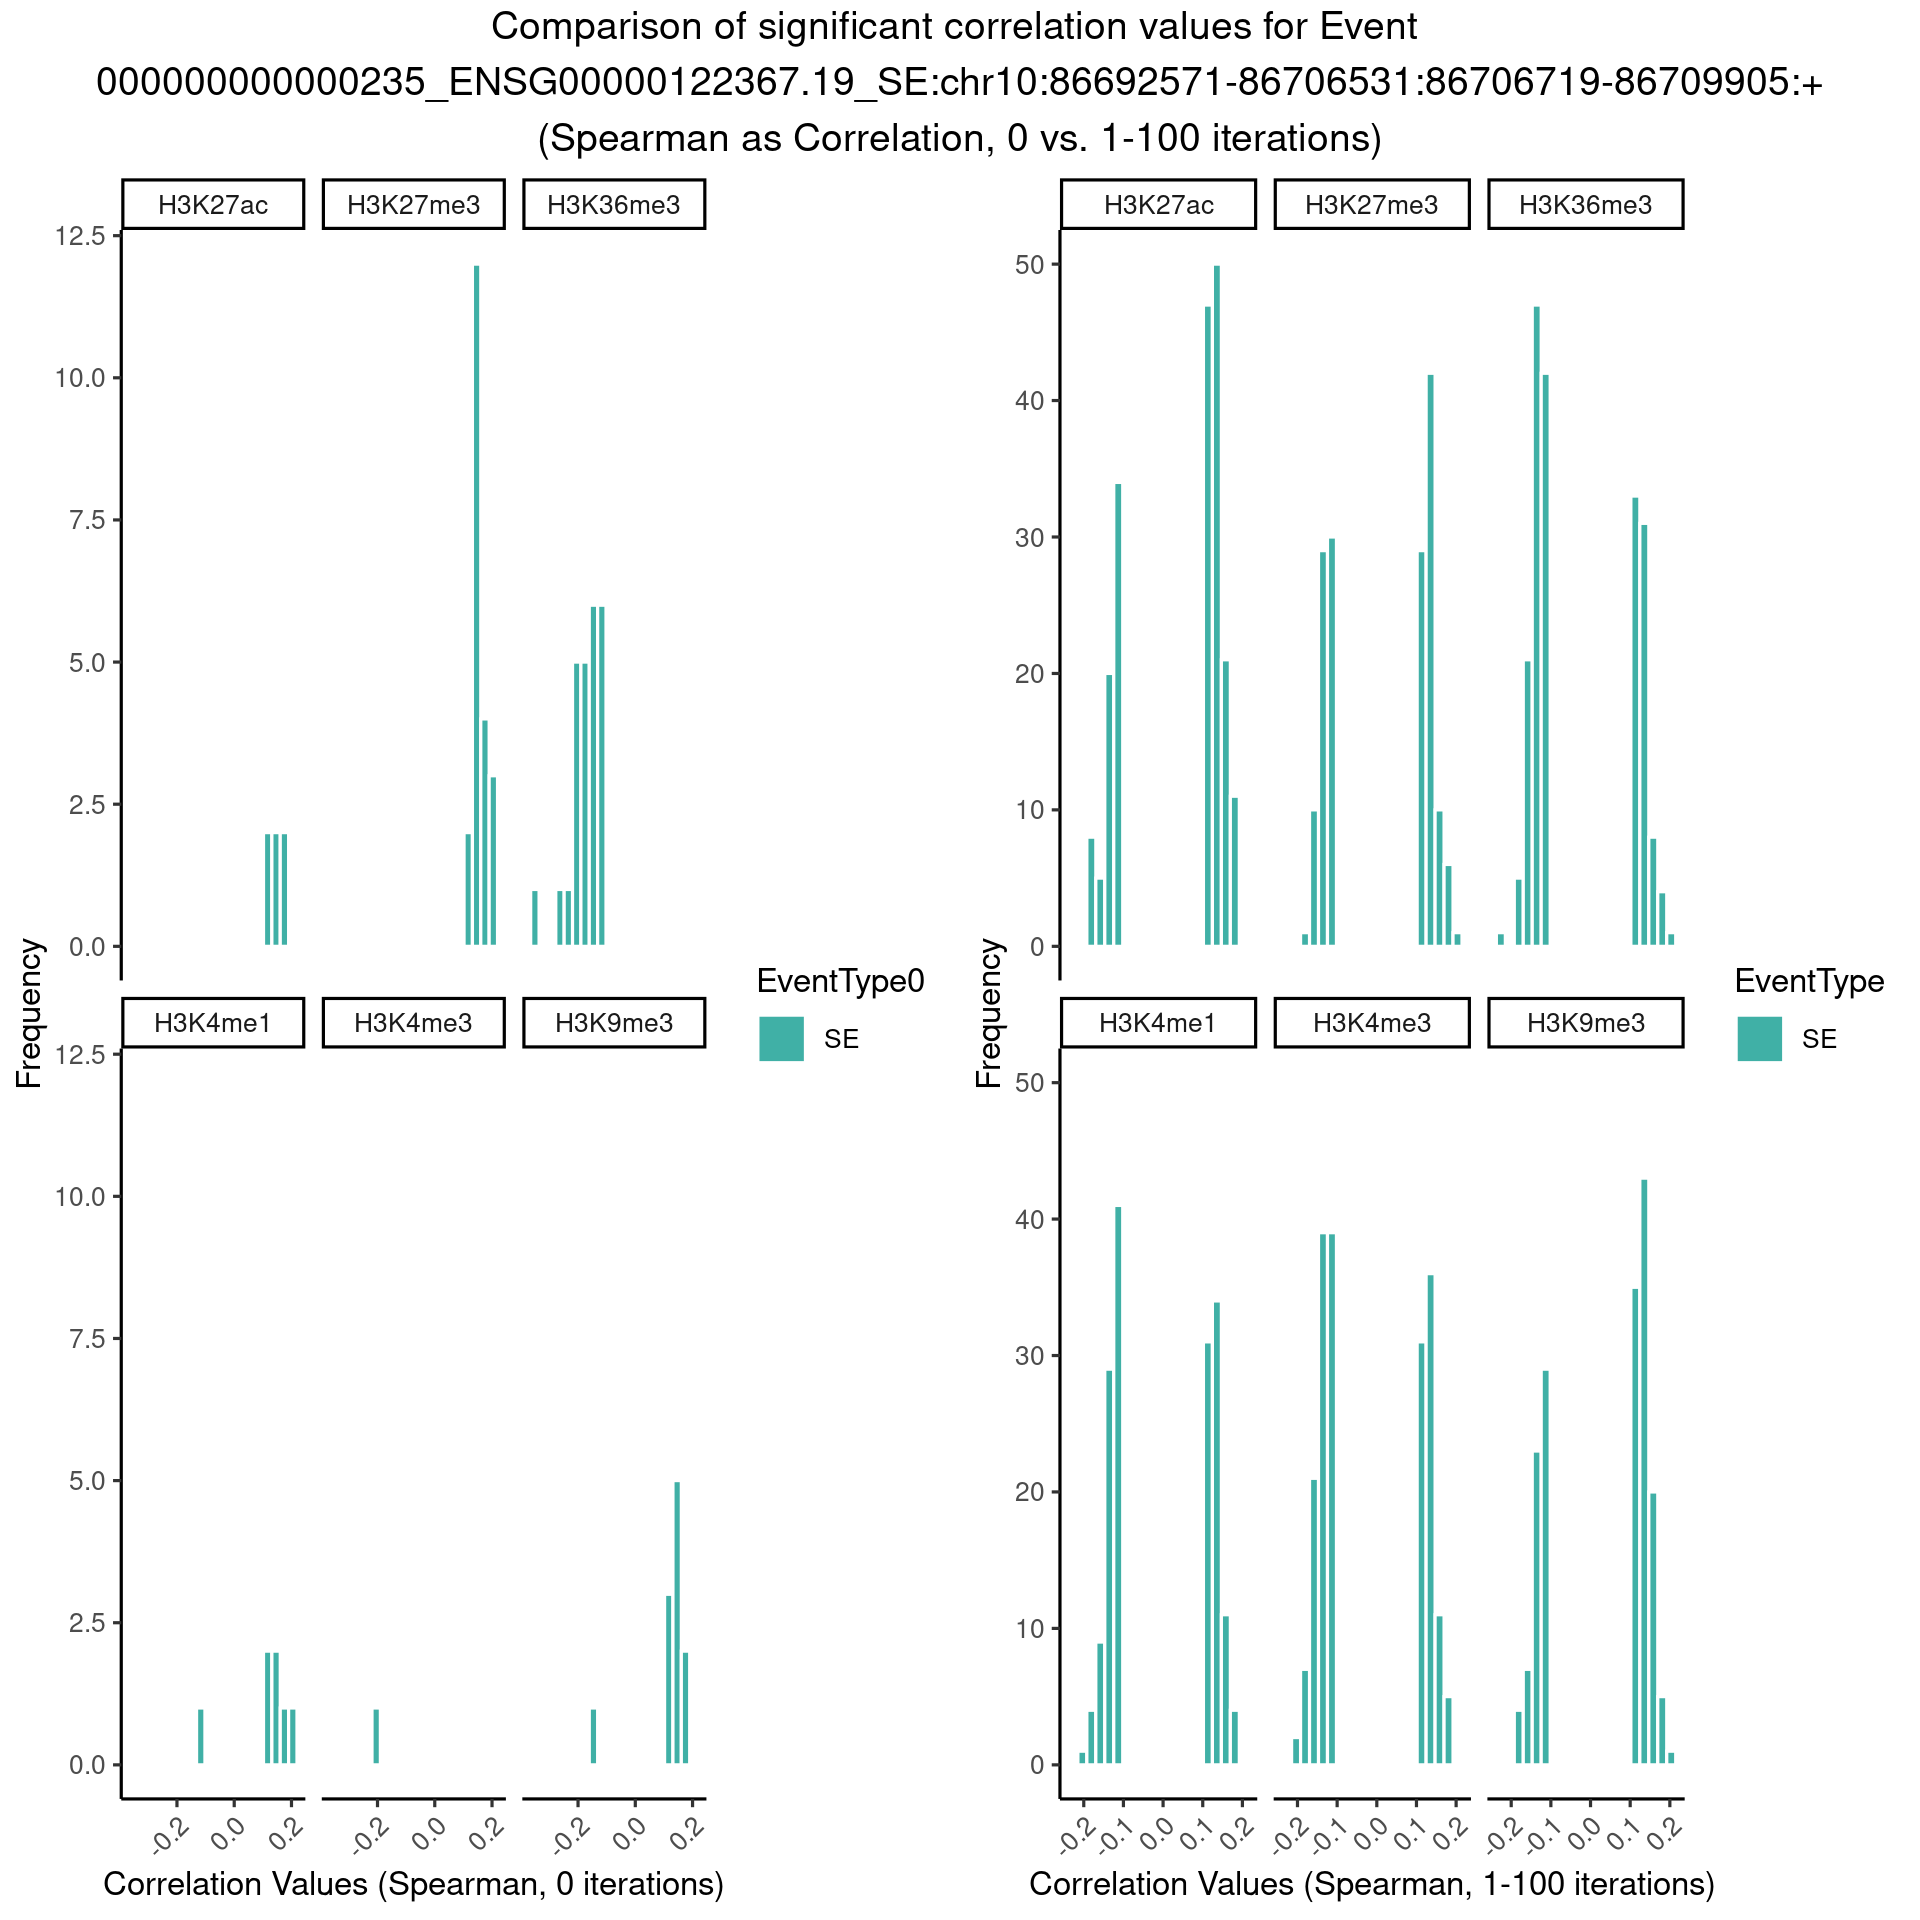 Comparison of significant correlation values for Event
000000000000235_ENSG00000122367.19_SE:chr10:86692571-86706531:86706719-86709905:+
(Spearman as Correlation, 0 vs. 1-100 iterations)
H3K27ac
H3K27me3
H3K36me3
12.5
10.0
7.5
5.0
2.5
0.0
H3K4me1
H3K4me3
H3K9me3
12.5
10.0
7.5
5.0
2.5
0.0
Frequency
-0.2
0.0
0.2
-0.2
0.0
0.2
-0.2
0.0
0.2
Correlation Values (Spearman, 0 iterations)
EventType0
SE
H3K27ac
H3K27me3
H3K36me3
50
40
30
20
10
0
H3K4me1
H3K4me3
H3K9me3
50
40
30
20
10
0
Frequency
-0.2
-0.1
0.0
0.1
0.2
-0.2
-0.1
0.0
0.1
0.2
-0.2
-0.1
0.0
0.1
0.2
Correlation Values (Spearman, 1-100 iterations)
EventType
SE